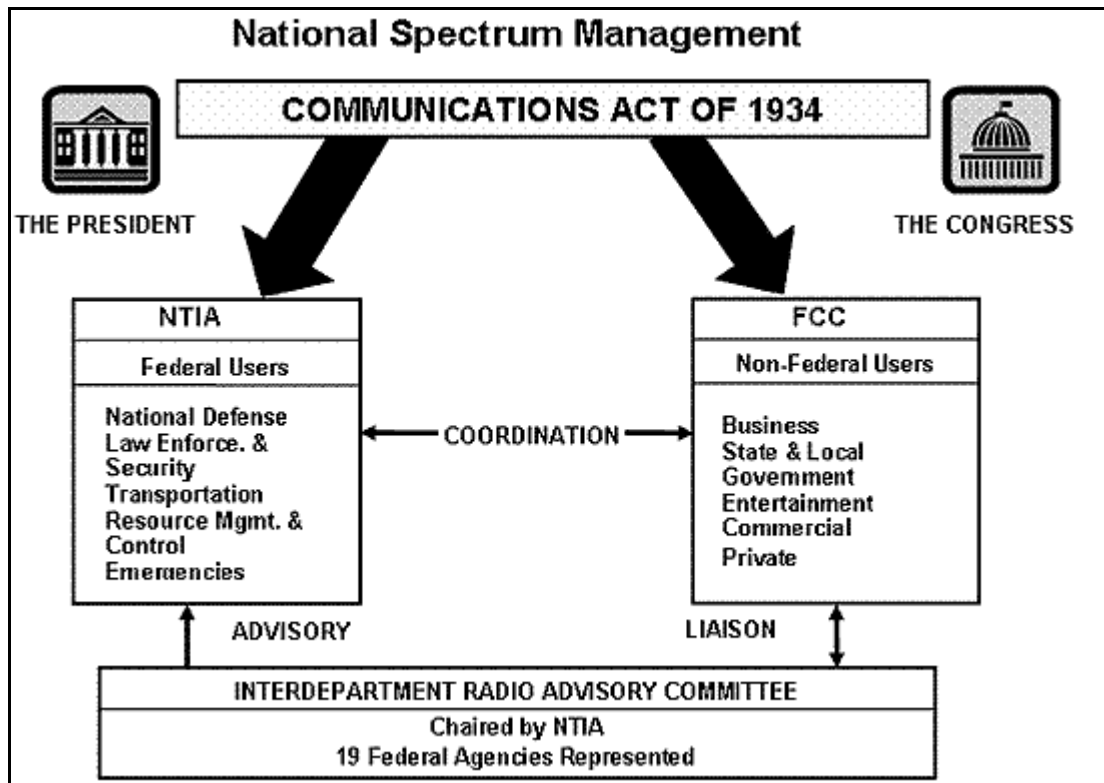 National Spectrum Management
COMMUNICATIONS ACT OF 1934
THE PRESIDENT
THE CONGRESS
NTIA
Federal Users
National Defense
Law Enforce. &
Security
Transportation
Resource Mgmt. &
Control
Emergencies
COORDINATION
FCC
Non-Federal Users
Business
State & Local
Government
Entertainment
Commercial
Private
ADVISORY
LIAISON
INTERDEPARTMENT RADIO ADVISORY COMMITTEE
Chaired by NTIA
19 Federal Agencies Represented